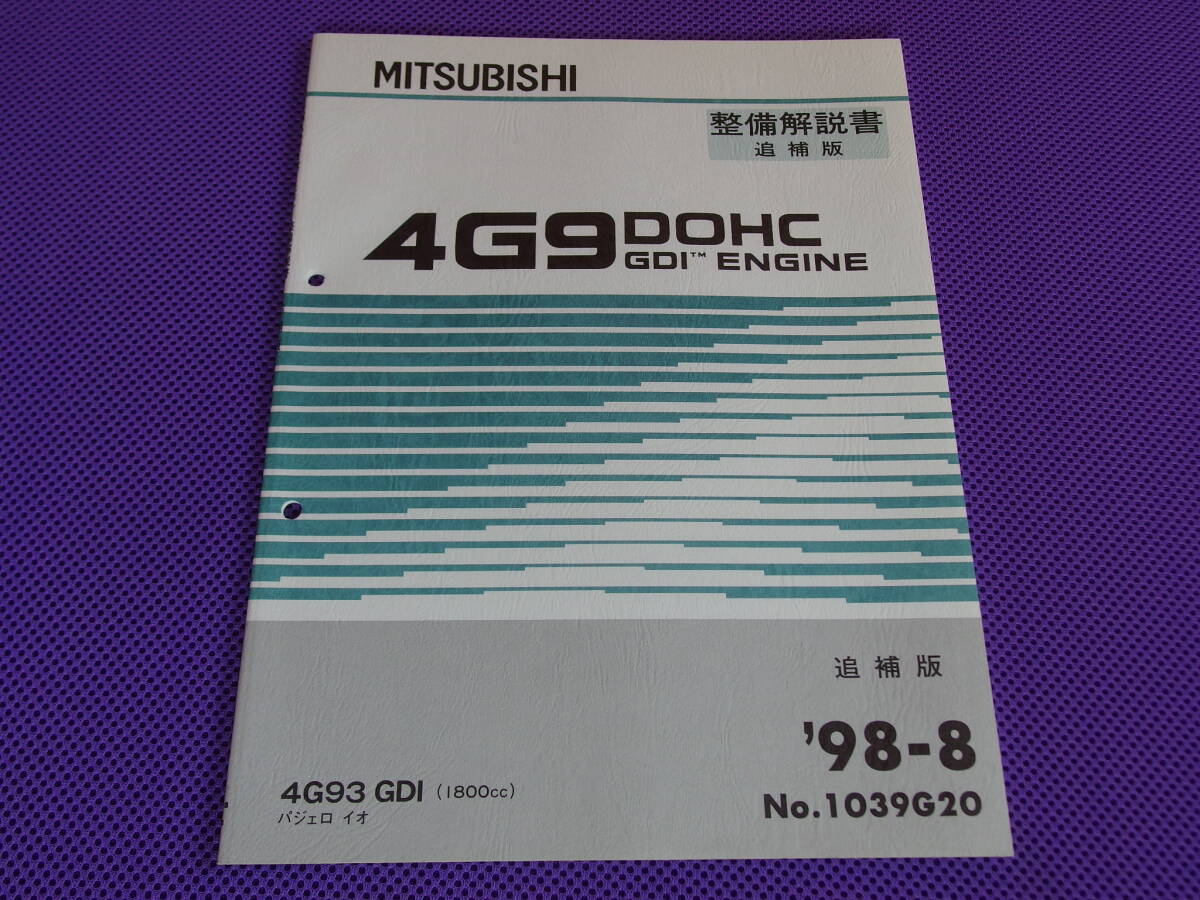 MITSUBISHI
整備解説書
追補版
4G9 DOHC
GDI™ ENGINE
追補版
'98-8
4G93 GDI (1800cc)
No.1039G20
パジェロ イオ